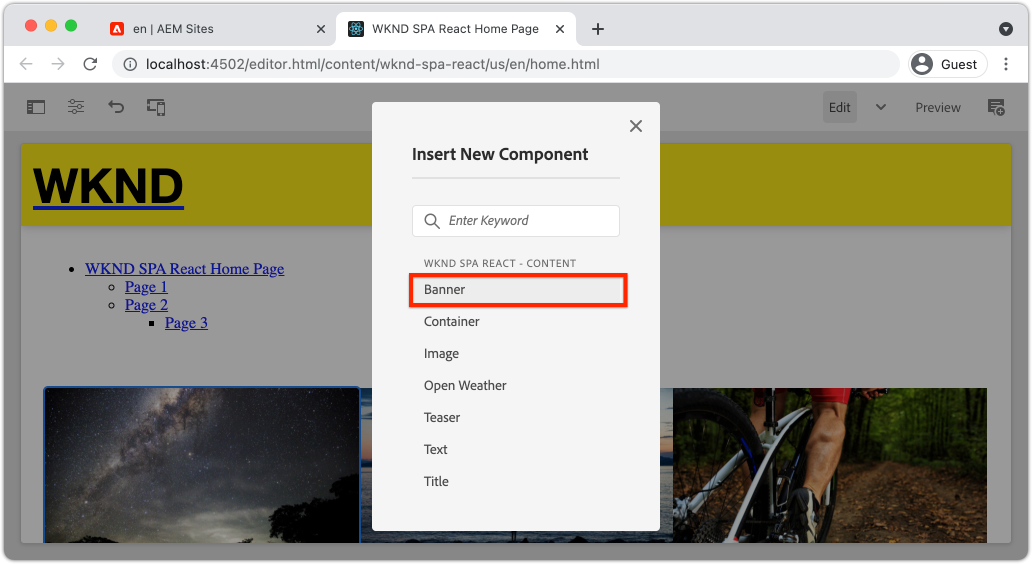 en | AEM Sites
WKND SPA React Home Page
localhost:4502/editor.html/content/wknd-spa-react/us/en/home.html
Guest
Edit
Preview
WKND
WKND SPA React Home Page
Page 1
Page 2
Page 3
Insert New Component
Enter Keyword
WKND SPA REACT - CONTENT
Banner
Container
Image
Open Weather
Teaser
Text
Title